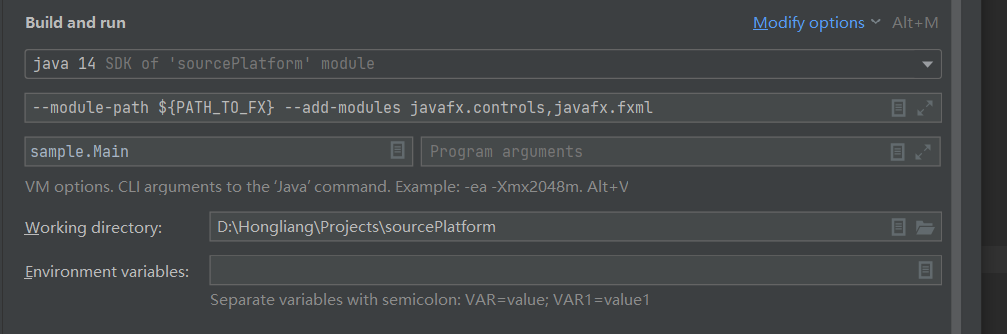 Build and run
Modify options Alt+M
java 14 SDK of 'sourcePlatform' module
--module-path ${PATH_TO_FX} --add-modules javafx.controls,javafx.fxml
sample.Main
Program arguments
VM options. CLI arguments to the ‘Java’ command. Example: -ea -Xmx2048m. Alt+V
Working directory:
D:\Hongliang\Projects\sourcePlatform
Environment variables:
Separate variables with semicolon: VAR=value; VAR1=value1